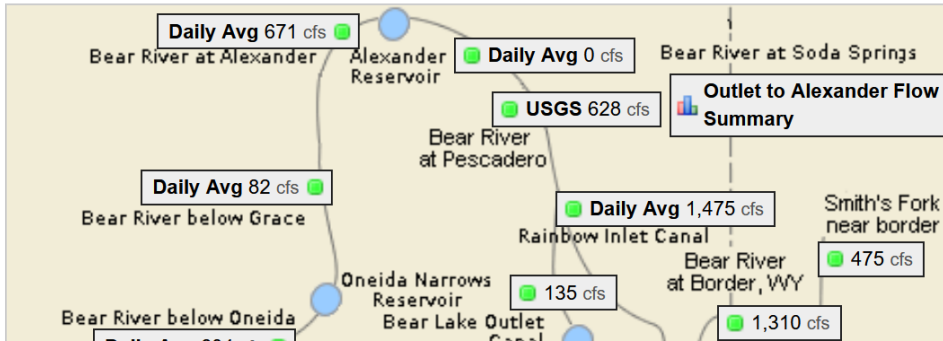 Daily Avg 671 cfs
Bear River at Alexander
Alexander
Reservoir
Daily Avg 0 cfs
Bear River at Soda Springs
Outlet to Alexander Flow
Summary
USGS 628 cfs
Bear River
at Pescadero
Daily Avg 82 cfs
Bear River below Grace
Daily Avg 1,475 cfs
Rainbow Inlet Canal
Smith's Fork
near border
475 cfs
Bear River
at Border, WY
1,310 cfs
Oneida Narrows
Reservoir
135 cfs
Bear Lake Outlet
Canal
Bear River below Oneida
Daily Avg